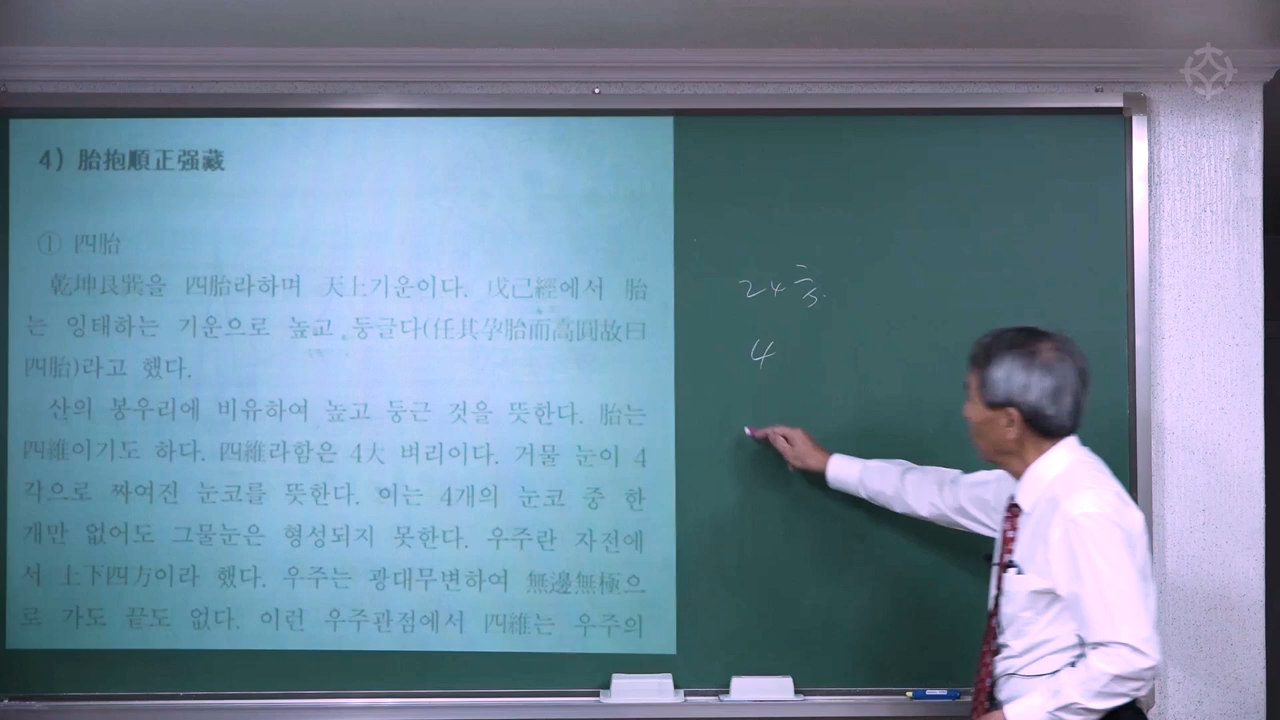 4) 胎抱順正强藏
① 四胎
乾坤艮巽을 四胎라하며 天上기운이다. 戊己經에서 胎
는 잉태하는 기운으로 높고 둥글다(任其孕胎而高圓故曰
四胎)라고 했다.
산의 봉우리에 비유하여 높고 둥근 것을 뜻한다. 胎는
四維이기도 하다. 四維라함은 4大 벼리이다. 거물 눈이 4
각으로 짜여진 눈코를 뜻한다. 이는 4개의 눈코 중 한
개만 없어도 그물눈은 형성되지 못한다. 우주란 자전에
서 上下四方이라 했다. 우주는 광대무변하여 無邊無極으
로 가도 끝도 없다. 이런 우주관점에서 四維는 우주의
24
4